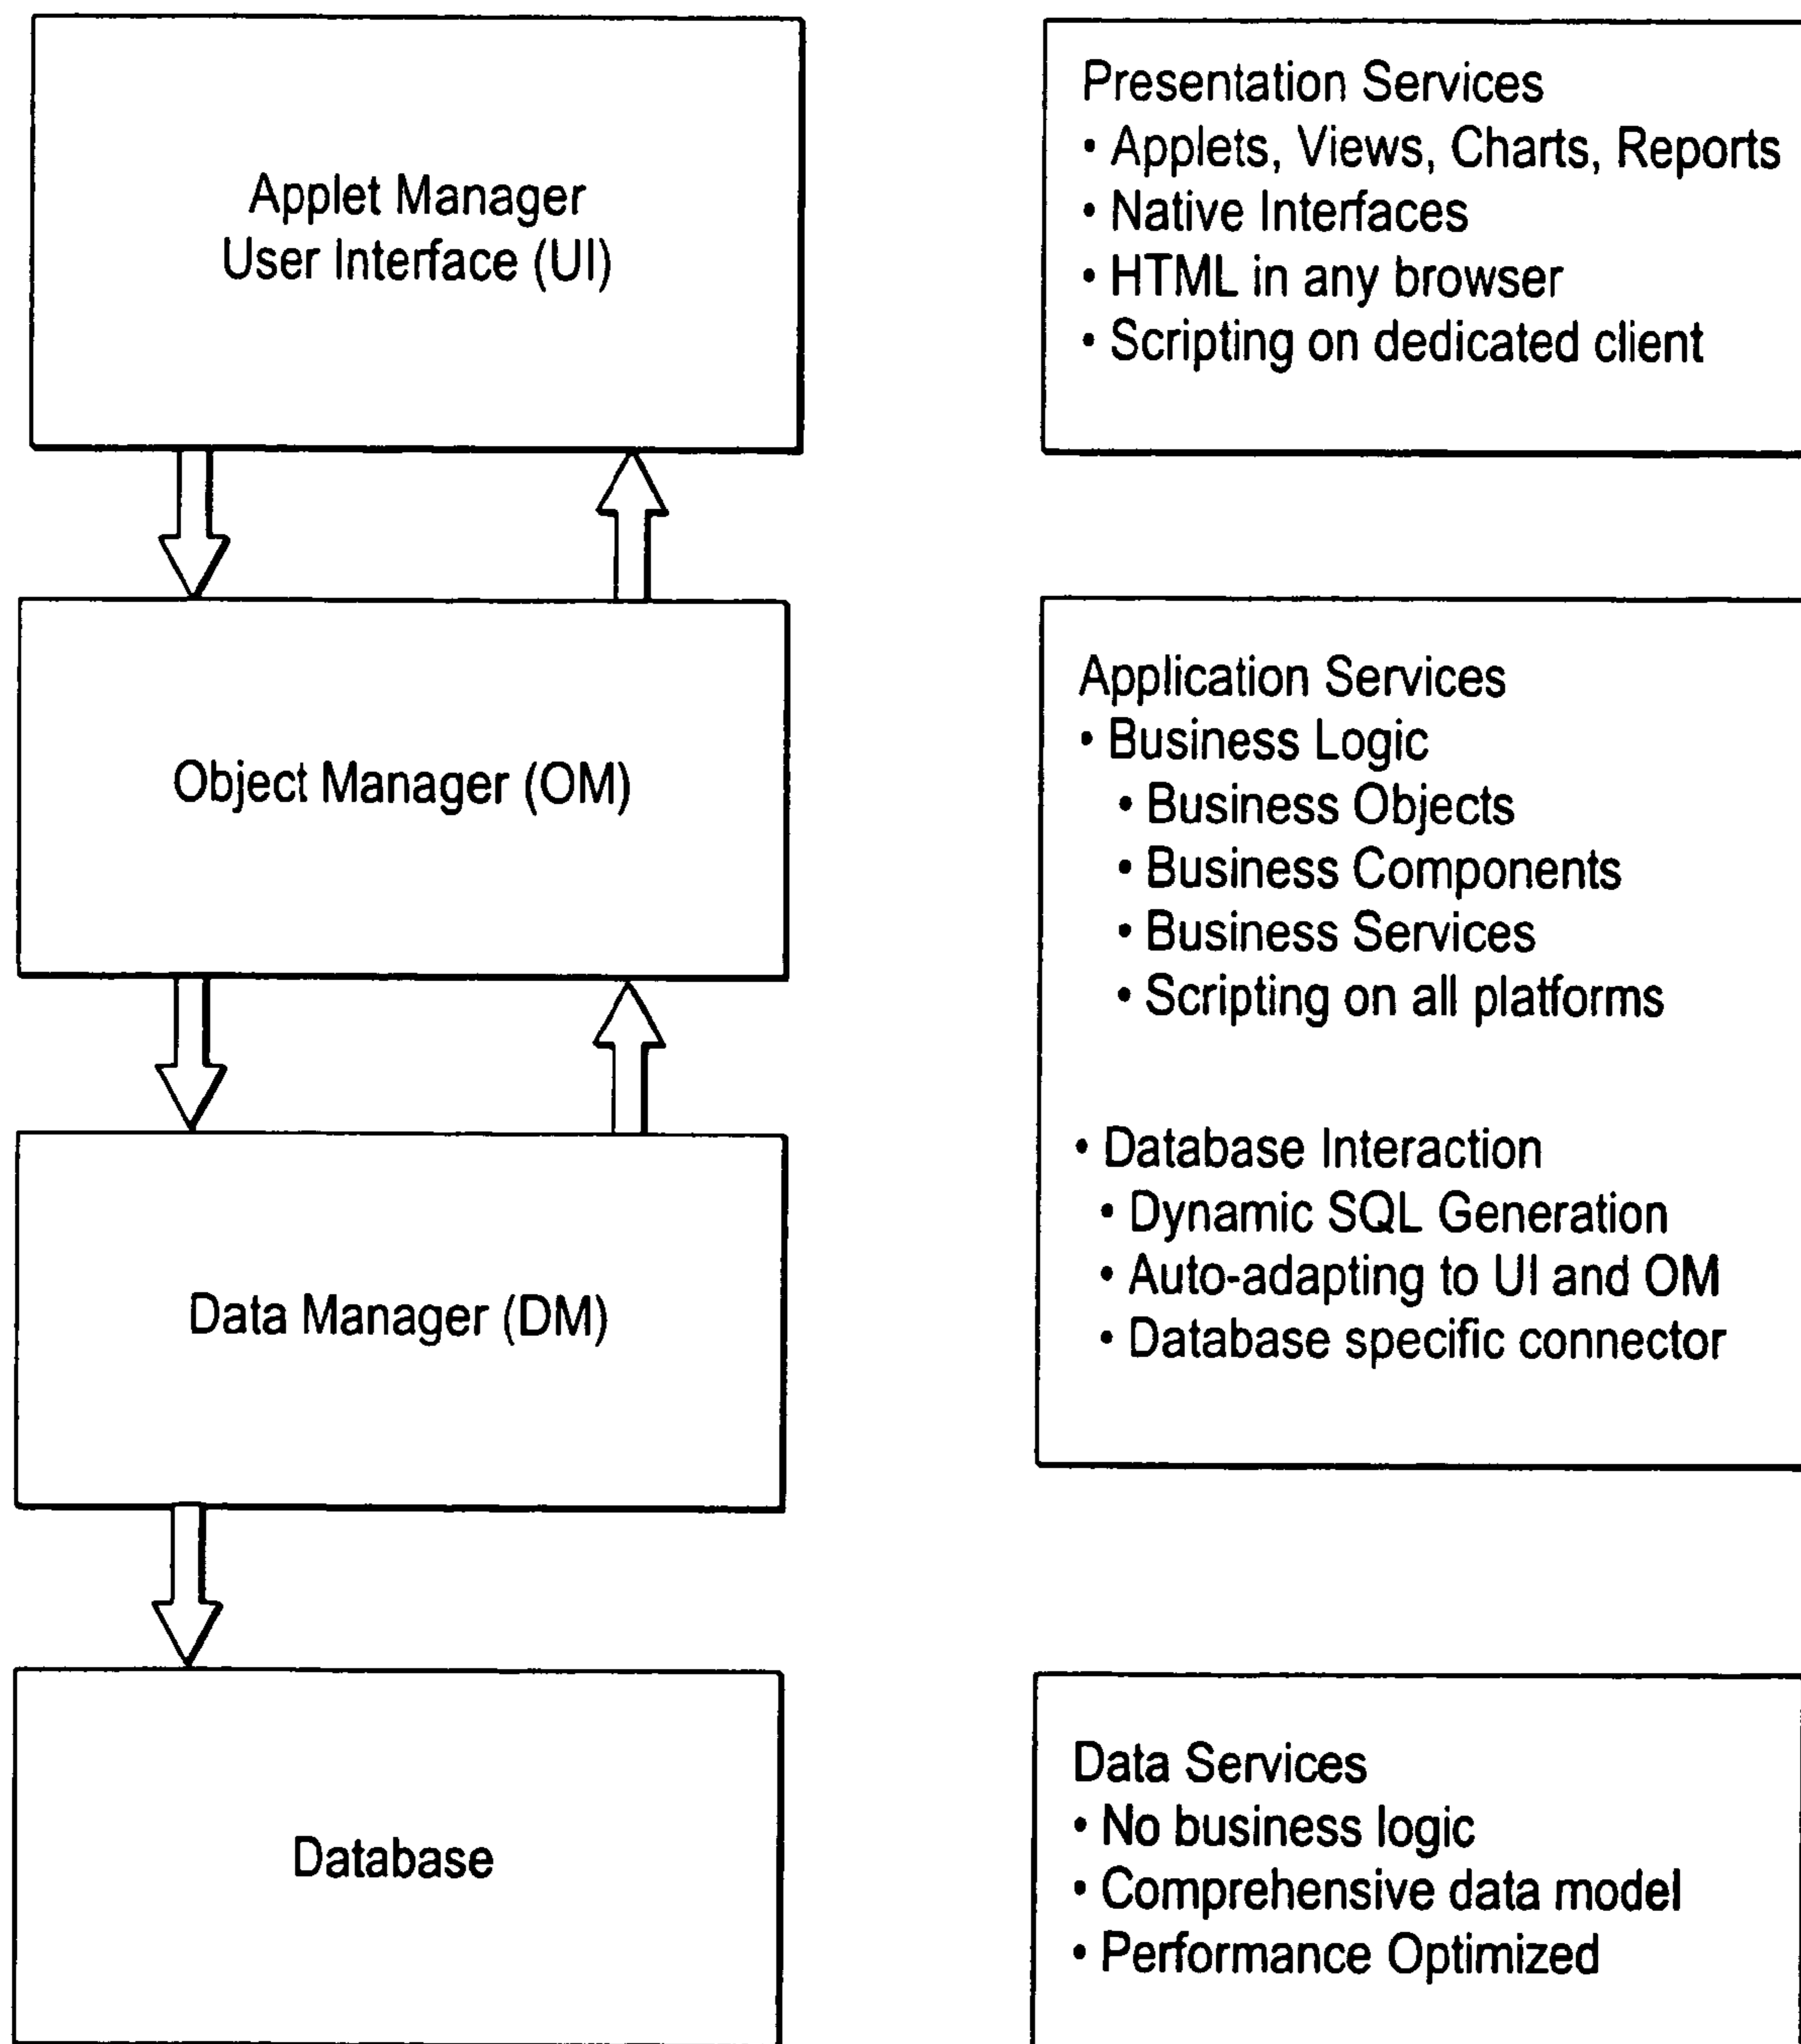 Applet Manager
User Interface (UI)
Presentation Services
• Applets, Views, Charts, Reports
• Native Interfaces
• HTML in any browser
• Scripting on dedicated client
Object Manager (OM)
Application Services
• Business Logic
• Business Objects
• Business Components
• Business Services
• Scripting on all platforms
Data Manager (DM)
• Database Interaction
• Dynamic SQL Generation
• Auto-adapting to UI and OM
• Database specific connector
Database
Data Services
• No business logic
• Comprehensive data model
• Performance Optimized